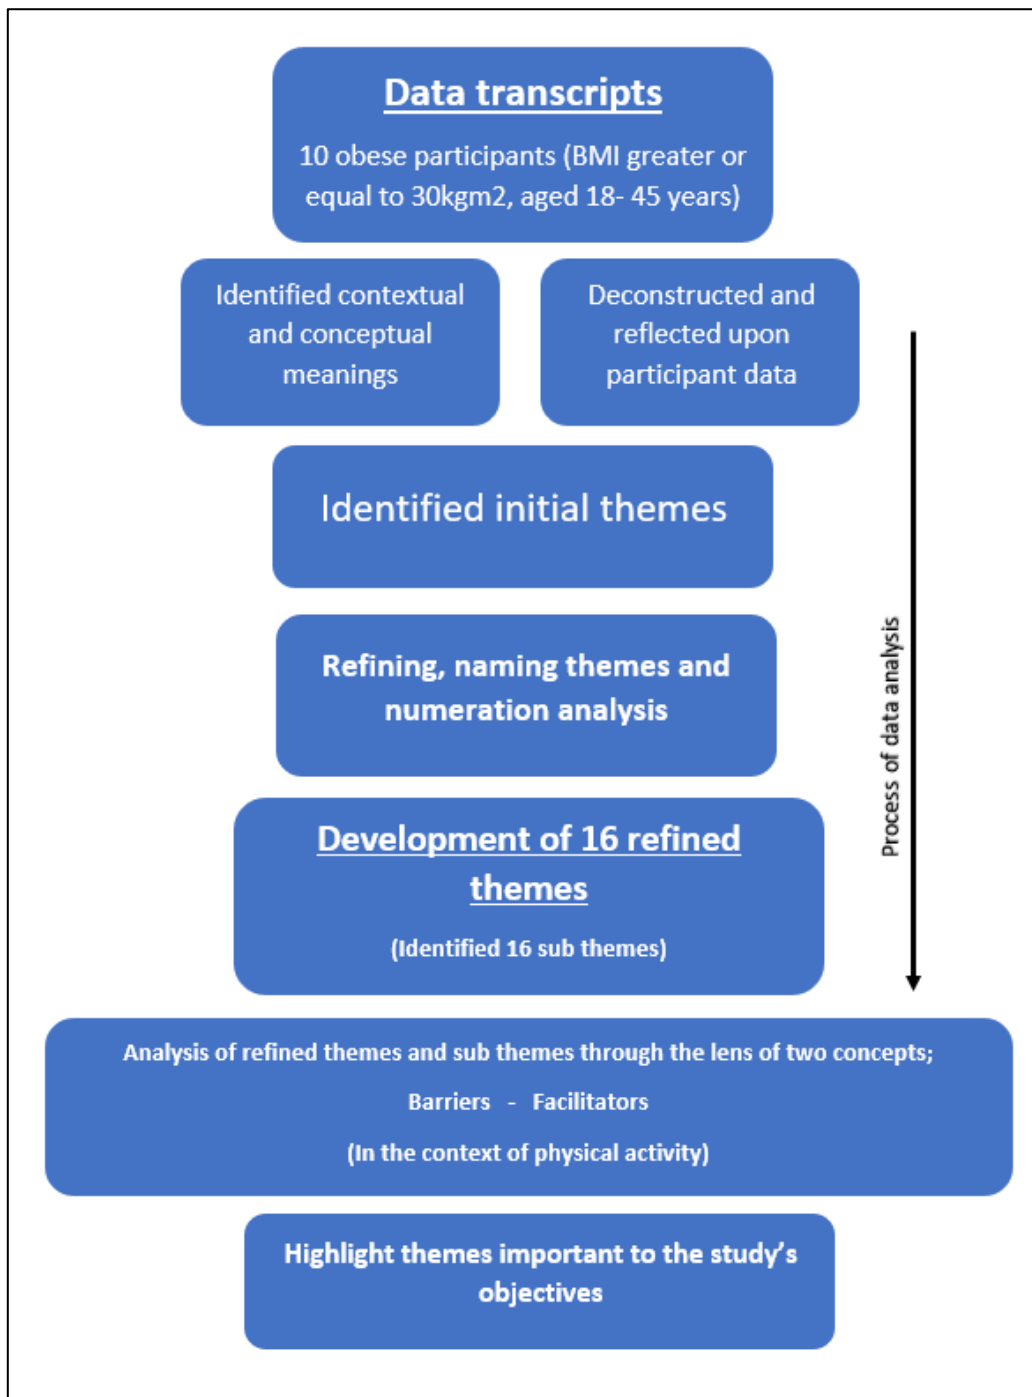 Data transcripts
10 obese participants (BMI greater or
equal to 30kgm2, aged 18- 45 years)
Identified contextual
and conceptual
meanings
Deconstructed and
reflected upon
participant data
Identified initial themes
Refining, naming themes and
numeration analysis
Development of 16 refined
themes
(Identified 16 sub themes)
Analysis of refined themes and sub themes through the lens of two concepts;
Barriers - Facilitators
(In the context of physical activity)
Highlight themes important to the study’s
objectives
Process of data analysis